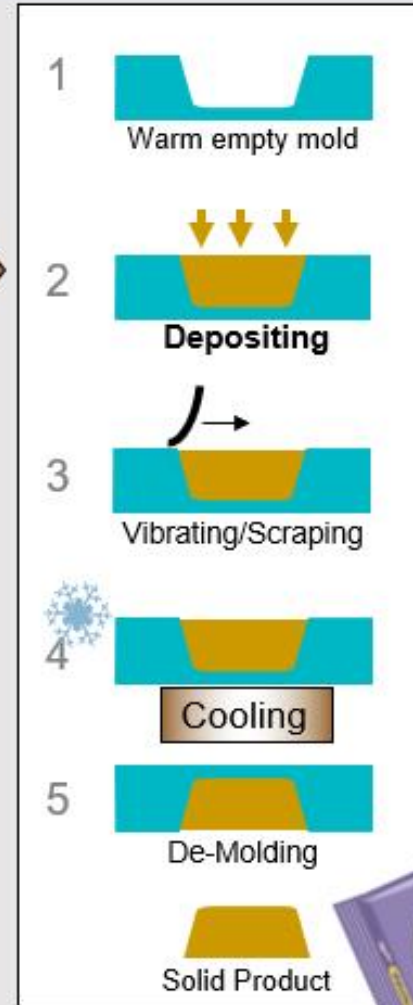 1
Warm empty mold
2
Depositing
3
Vibrating/Scraping
4
Cooling
5
De-Molding
Solid Product